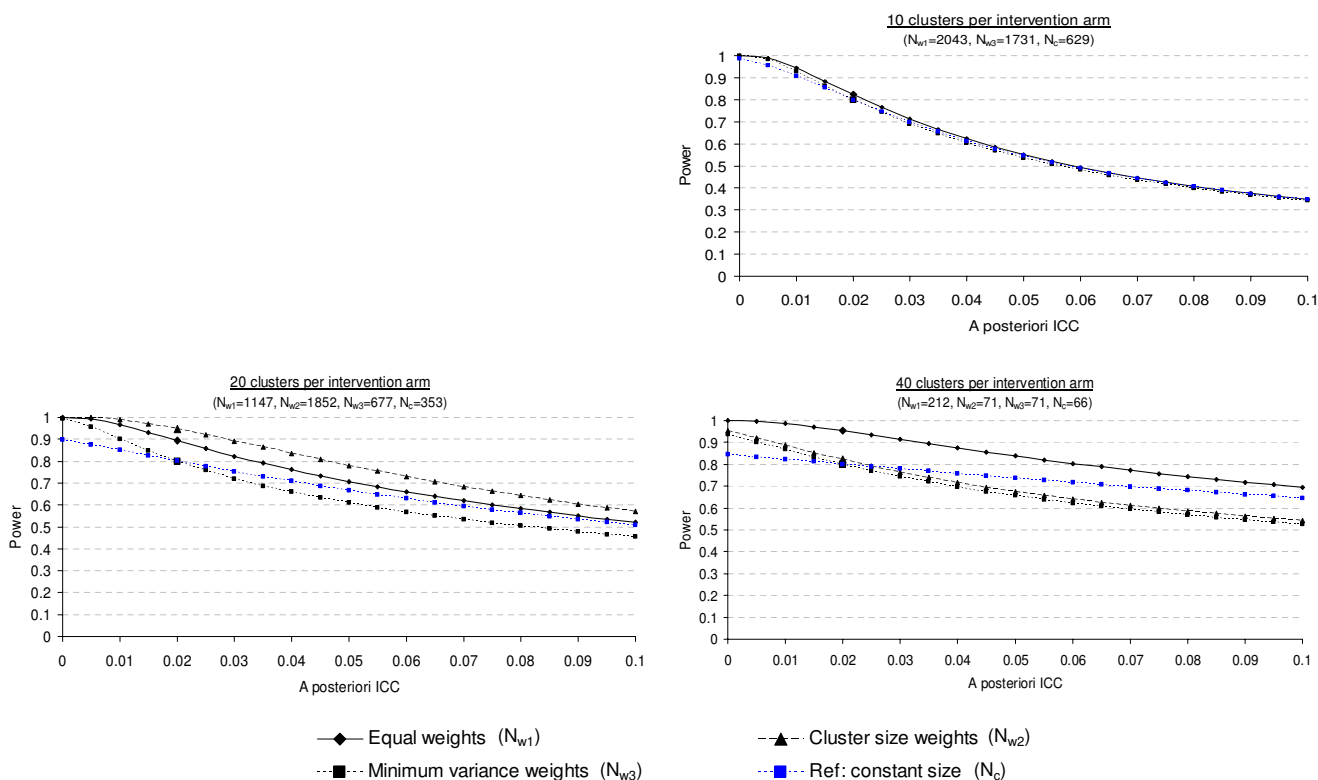 10 clusters per intervention arm
(Nw1=2043, Nw3=1731, Nc=629)
1
0.9
0.8
0.7
0.6
0.5
0.4
0.3
0.2
0.1
0
Power
0 0.01 0.02 0.03 0.04 0.05 0.06 0.07 0.08 0.09 0.1
A posteriori ICC
20 clusters per intervention arm
(Nw1=1147, Nw2=1852, Nw3=677, Nc=353)
1
0.9
0.8
0.7
0.6
0.5
0.4
0.3
0.2
0.1
0
Power
0 0.01 0.02 0.03 0.04 0.05 0.06 0.07 0.08 0.09 0.1
A posteriori ICC
40 clusters per intervention arm
(Nw1=212, Nw2=71, Nw3=71, Nc=66)
1
0.9
0.8
0.7
0.6
0.5
0.4
0.3
0.2
0.1
0
Power
0 0.01 0.02 0.03 0.04 0.05 0.06 0.07 0.08 0.09 0.1
A posteriori ICC
Equal weights (Nw1)
Cluster size weights (Nw2)
Minimum variance weights (Nw3)
Ref: constant size (Nc)